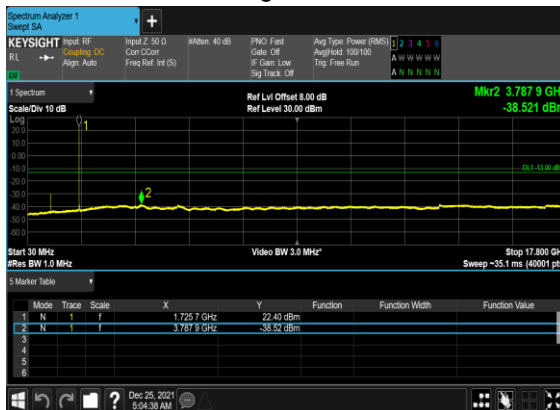 Spectrum Analyzer 1
Swept SA
+
KEYSIGHT Input: RF Input Z: 50 Ω #Atten: 40 dB PNO: Fast Avg Type: Power (RMS) 1 2 3 4 5 6
RL Coupling: DC Corr CCorr Gate: Off Avg|Hold: 100/100 A W W W W W
Align: Auto Freq Ref: Int (S) IF Gain: Low Trig: Free Run
Sig Track: Off A N N N N N
1 Spectrum Ref Lvl Offset 8.00 dB Mkr2 3.787 9 GH
Scale/Div 10 dB Ref Level 30.00 dBm -38.521 dB
Log
20.0
10.0
0.00
-10.0
DL1 -13.00 dB
-20.0
-30.0
-40.0
-50.0
-60.0
1
2
Start 30 MHz Video BW 3.0 MHz* Stop 17.800 GH
#Res BW 1.0 MHz Sweep ~35.1 ms (40001 pt
5 Marker Table
Mode Trace Scale X Y Function Function Width Function Value
1 N 1 f 1.725 7 GHz 22.40 dBm
2 N 1 f 3.787 9 GHz -38.52 dBm
3
4
5
6
? Dec 25, 2021
5:04:38 AM